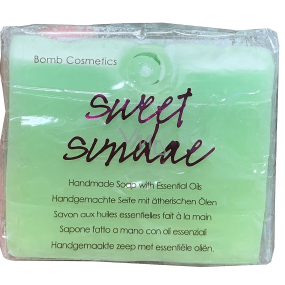 Bomb Cosmetics
sweet
sundae
Handmade Soap with Essential Oils
Handgemachte Seife mit ätherischen Ölen
Savon aux huiles essentielles fait à la main
Sapone fatto a mano con oli essenziali
Handgemaakte zeep met essentiële oliën.